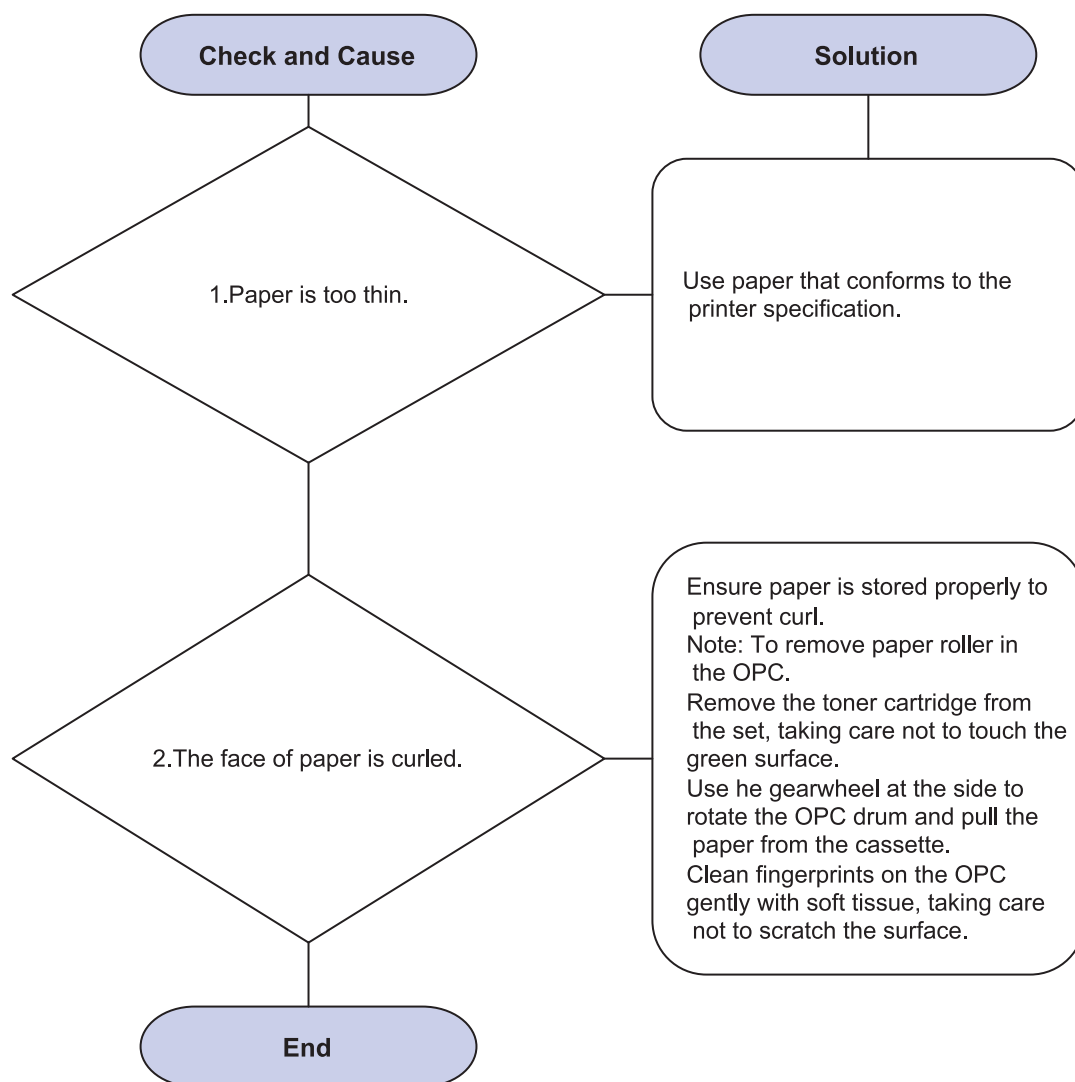 Check and Cause
Solution
1.Paper is too thin.
Use paper that conforms to the
printer specification.
2.The face of paper is curled.
Ensure paper is stored properly to
prevent curl.
Note: To remove paper roller in
the OPC.
Remove the toner cartridge from
the set, taking care not to touch the
green surface.
Use he gearwheel at the side to
rotate the OPC drum and pull the
paper from the cassette.
Clean fingerprints on the OPC
gently with soft tissue, taking care
not to scratch the surface.
End